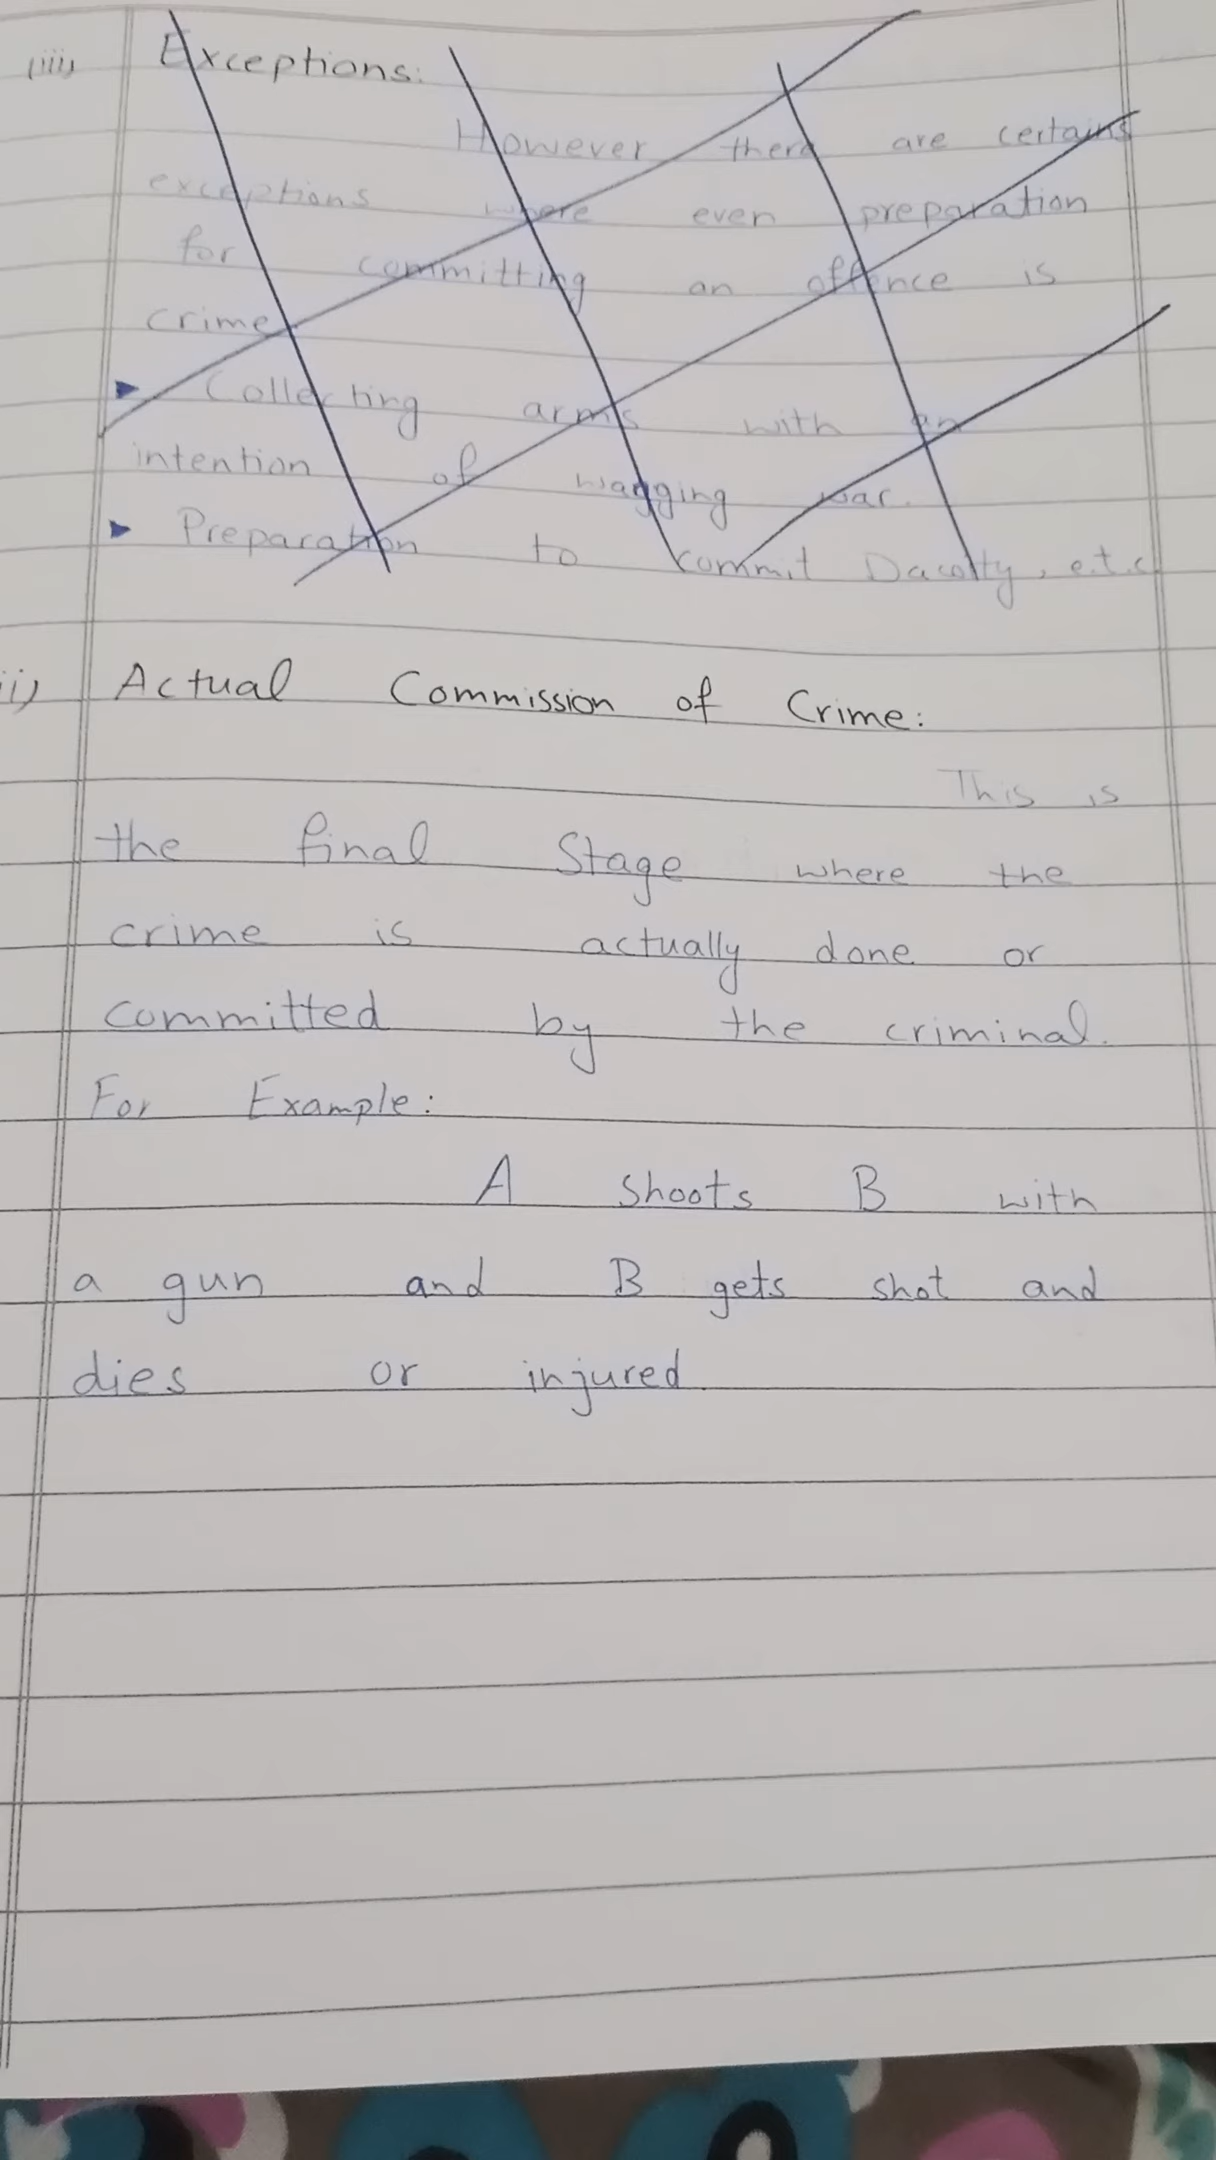 (iii) Exceptions:
However there are certains
exceptions where even preparation
for committing an offence is
crime
► Collecting arms with an
intention of wagging war.
► Preparation to commit Dacoity, e.t.c
ii) Actual Commission of Crime:
This is
the final Stage where the
crime is actually done or
committed by the criminal.
For Example:
A shoots B with
a gun and B gets shot and
dies or injured.